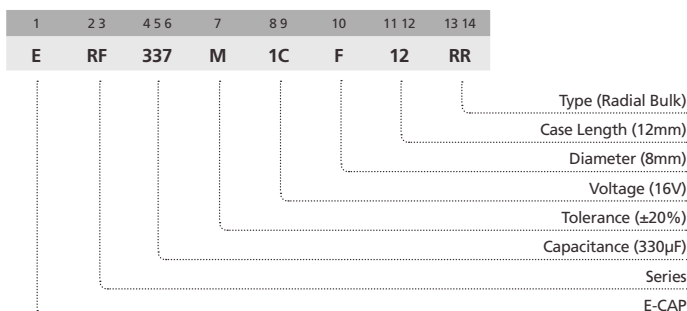 1 2 3 4 5 6 7 8 9 10 11 12 13 14
E RF 337 M 1C F 12 RR
Type (Radial Bulk)
Case Length (12mm)
Diameter (8mm)
Voltage (16V)
Tolerance (±20%)
Capacitance (330µF)
Series
E-CAP